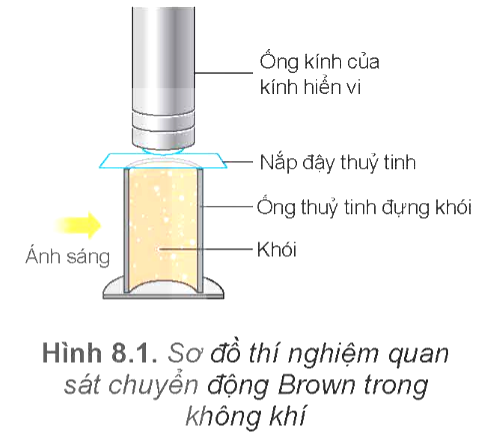 Ống kính của
kính hiển vi
Nắp đậy thuỷ tinh
Ống thuỷ tinh đựng khói
Ánh sáng
Khói
Hình 8.1. Sơ đồ thí nghiệm quan
sát chuyển động Brown trong
không khí